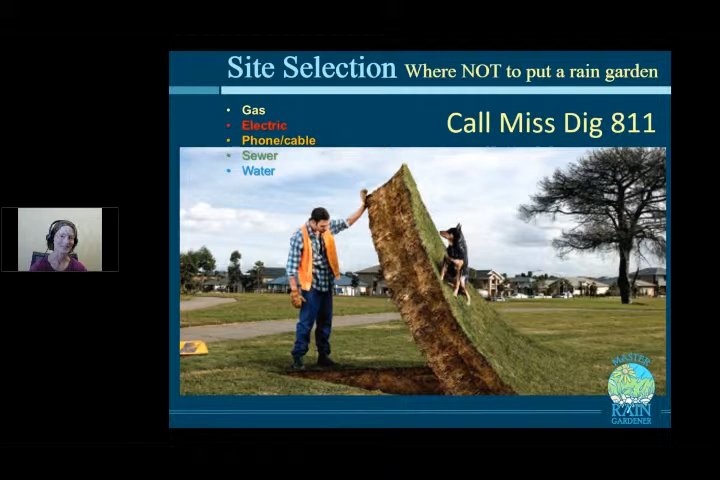 Site Selection Where NOT to put a rain garden
• Gas
• Electric
• Phone/cable
• Sewer
• Water
Call Miss Dig 811
MASTER
RAIN
GARDENER